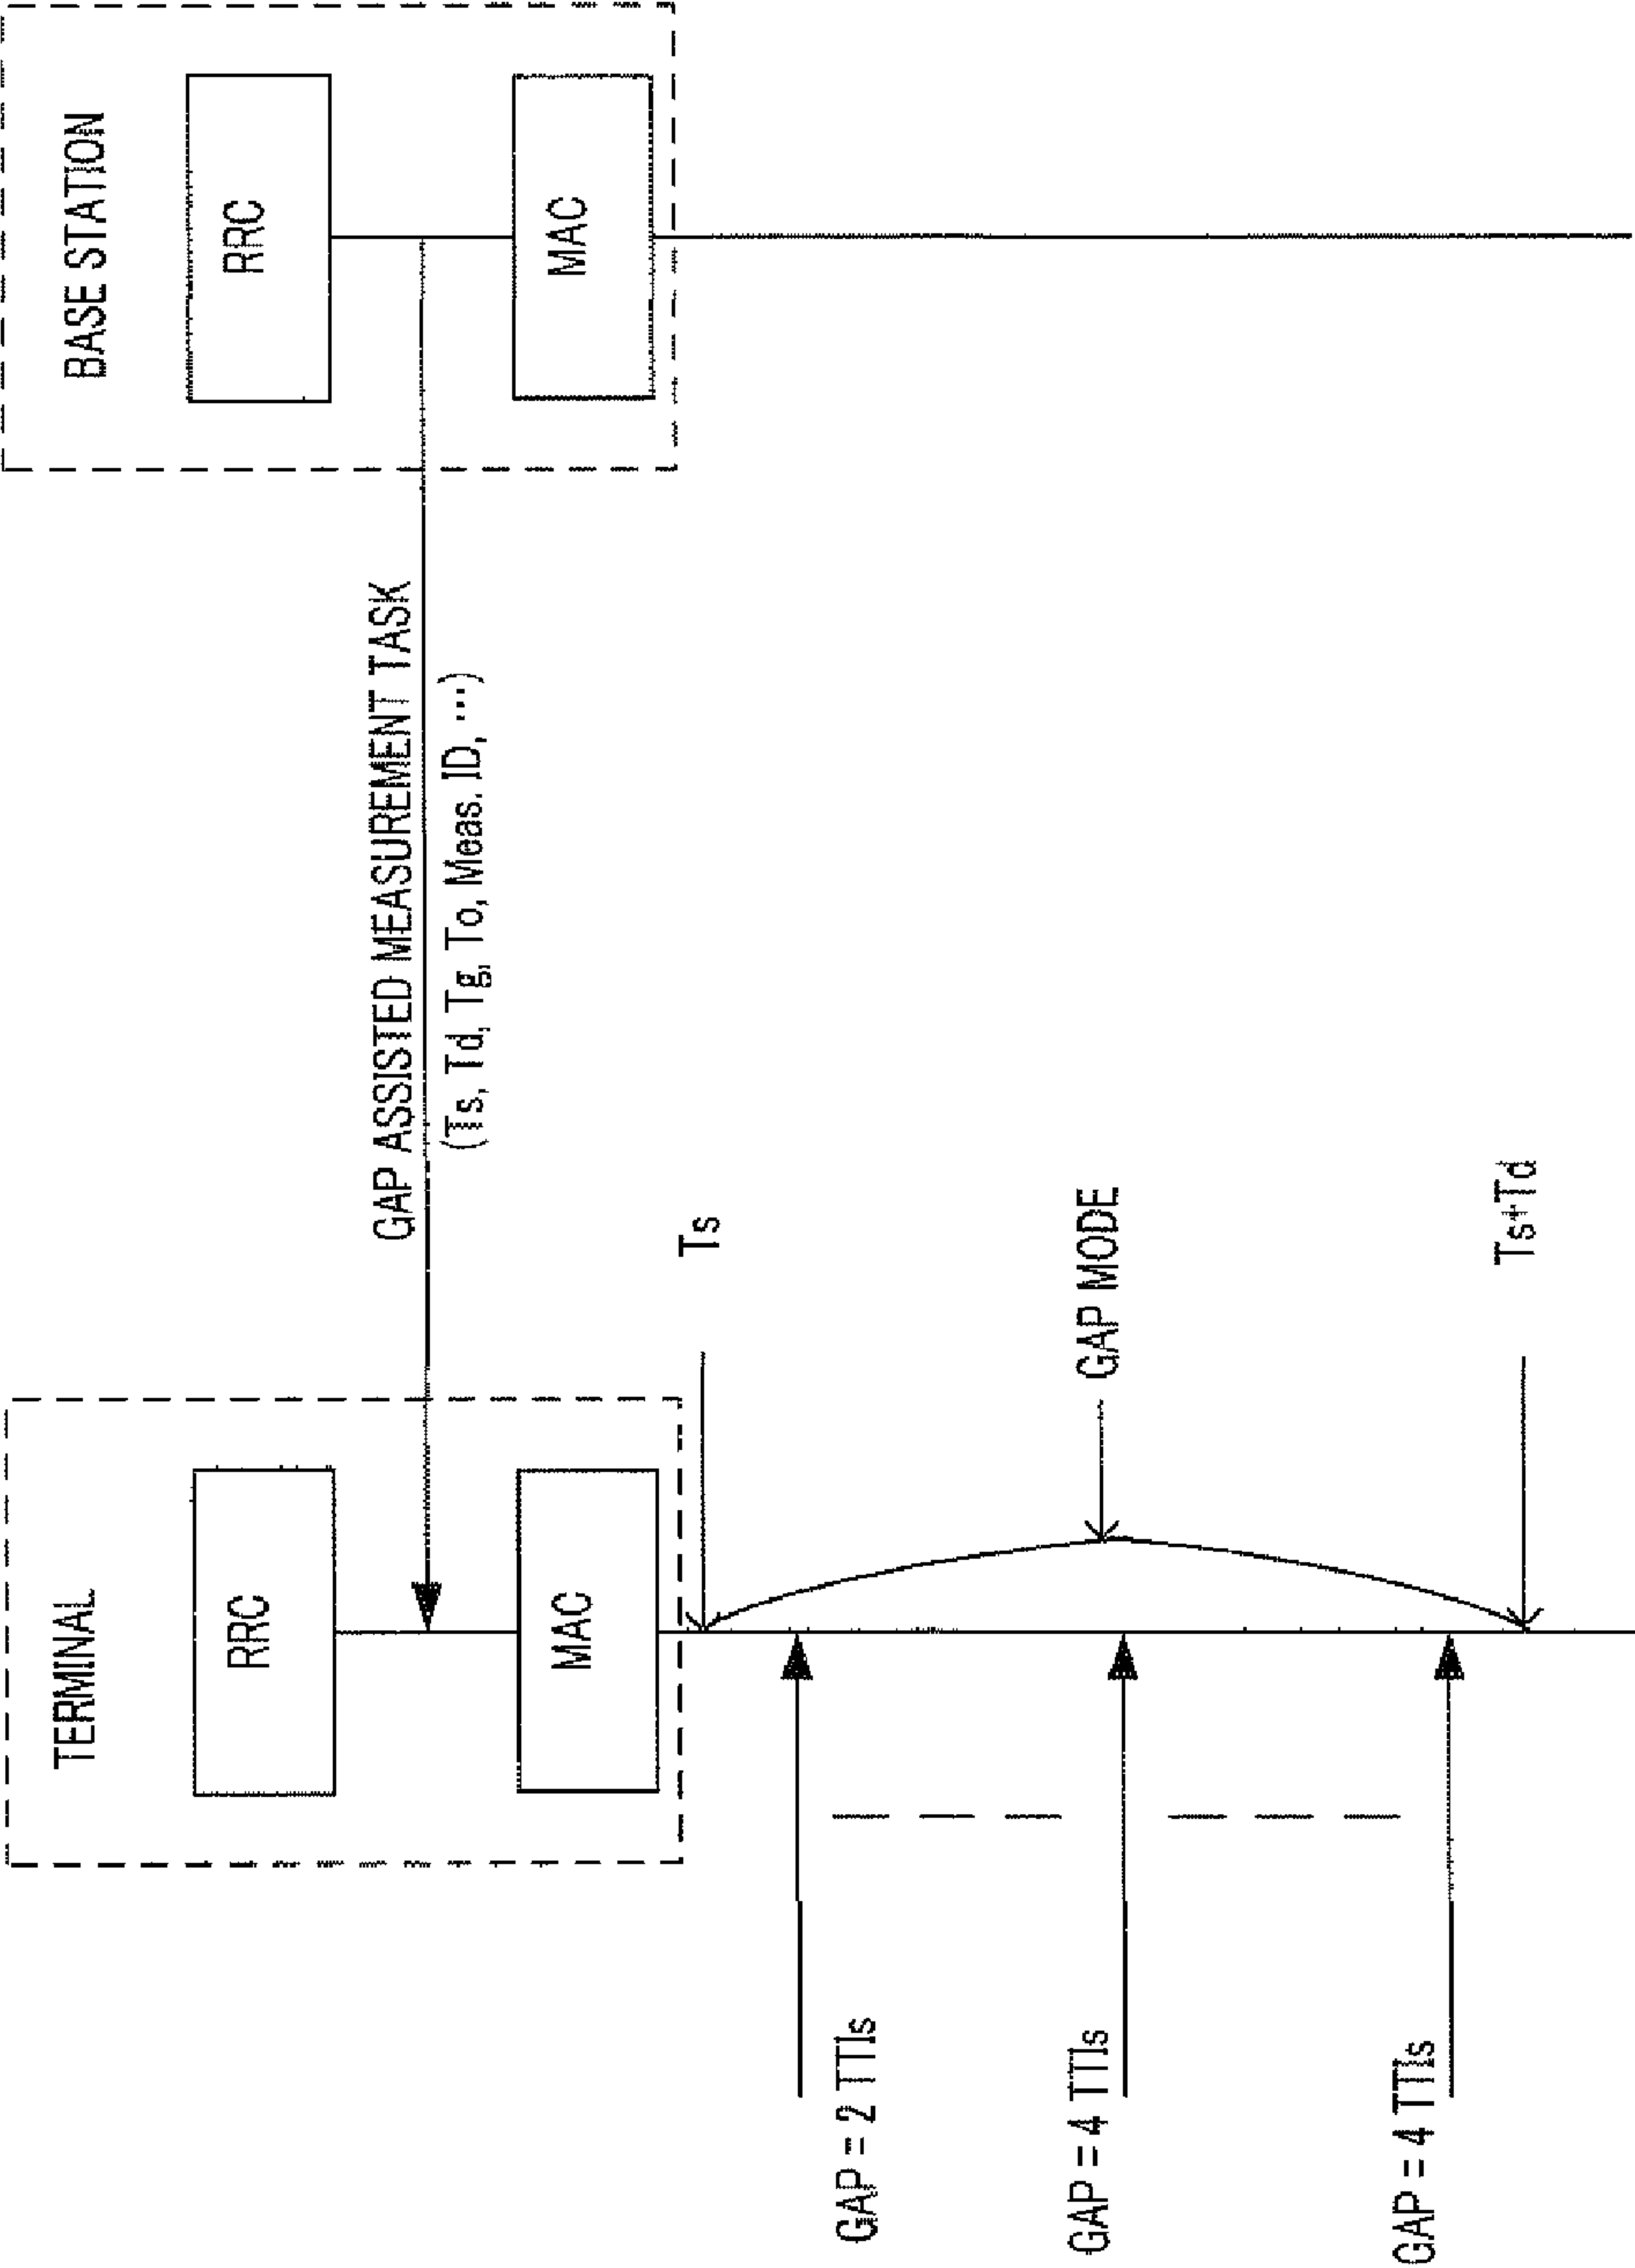 TERMINAL
BASE STATION
RRC
RRC
GAP ASSISTED MEASUREMENT TASK
(Ts, Td, Tg, To, Meas. ID, ···)
MAC
MAC
Ts
GAP = 2 TTIs
GAP MODE
GAP = 4 TTIs
GAP = 4 TTIs
Ts+Td